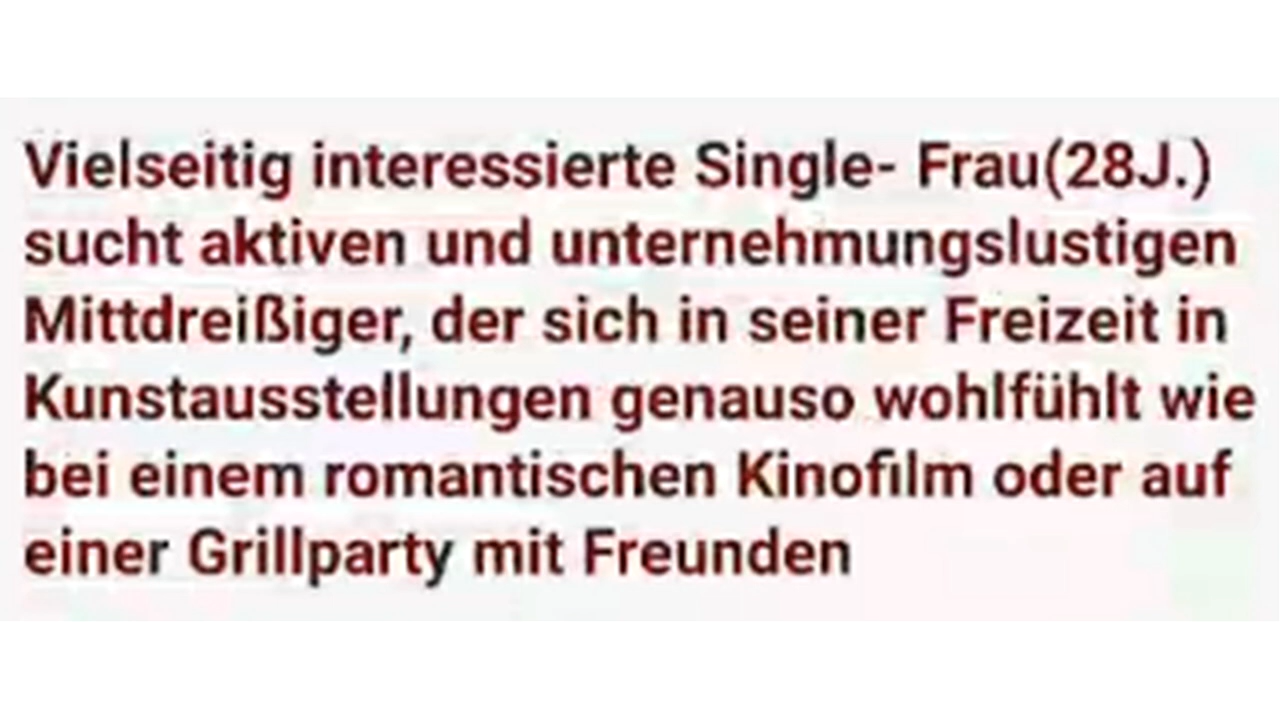 Vielseitig interessierte Single- Frau(28J.)
sucht aktiven und unternehmungslustigen
Mittdreißiger, der sich in seiner Freizeit in
Kunstausstellungen genauso wohlfühlt wie
bei einem romantischen Kinofilm oder auf
einer Grillparty mit Freunden